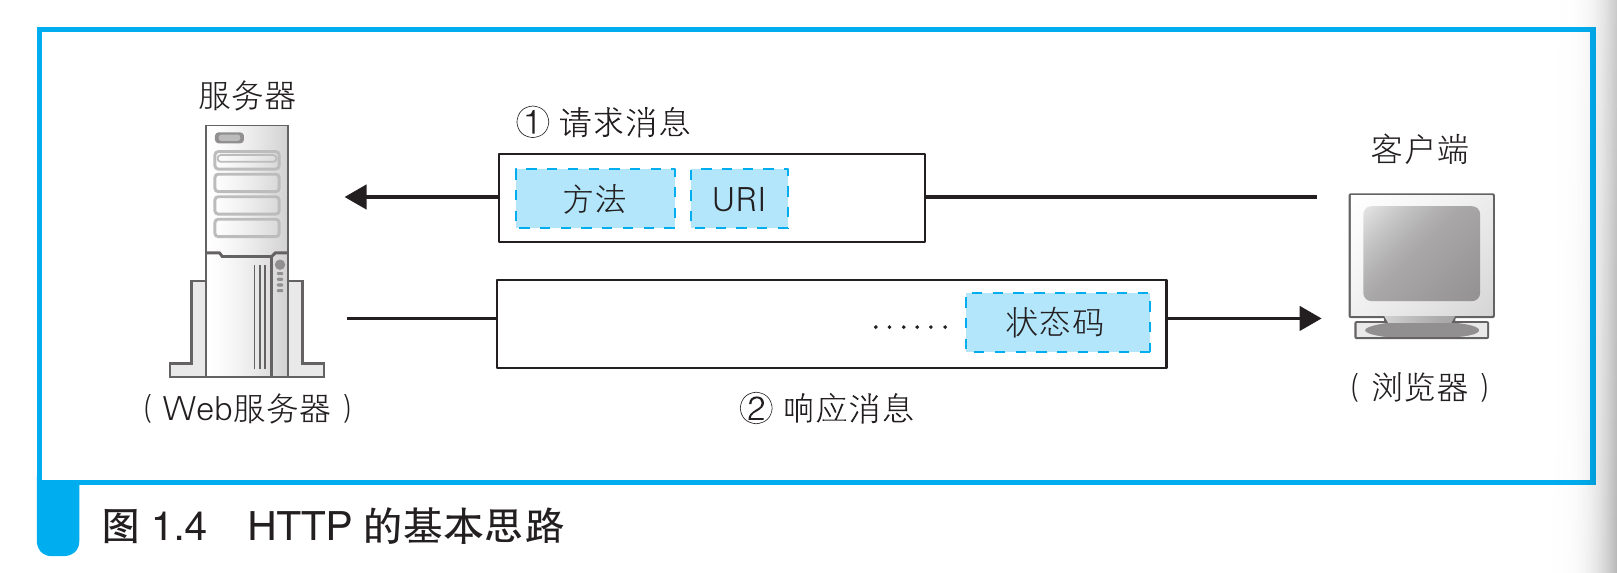 服务器
① 请求消息
客户端
方法
URI
……状态码
（浏览器）
（Web服务器）
② 响应消息
图 1.4 HTTP 的基本思路